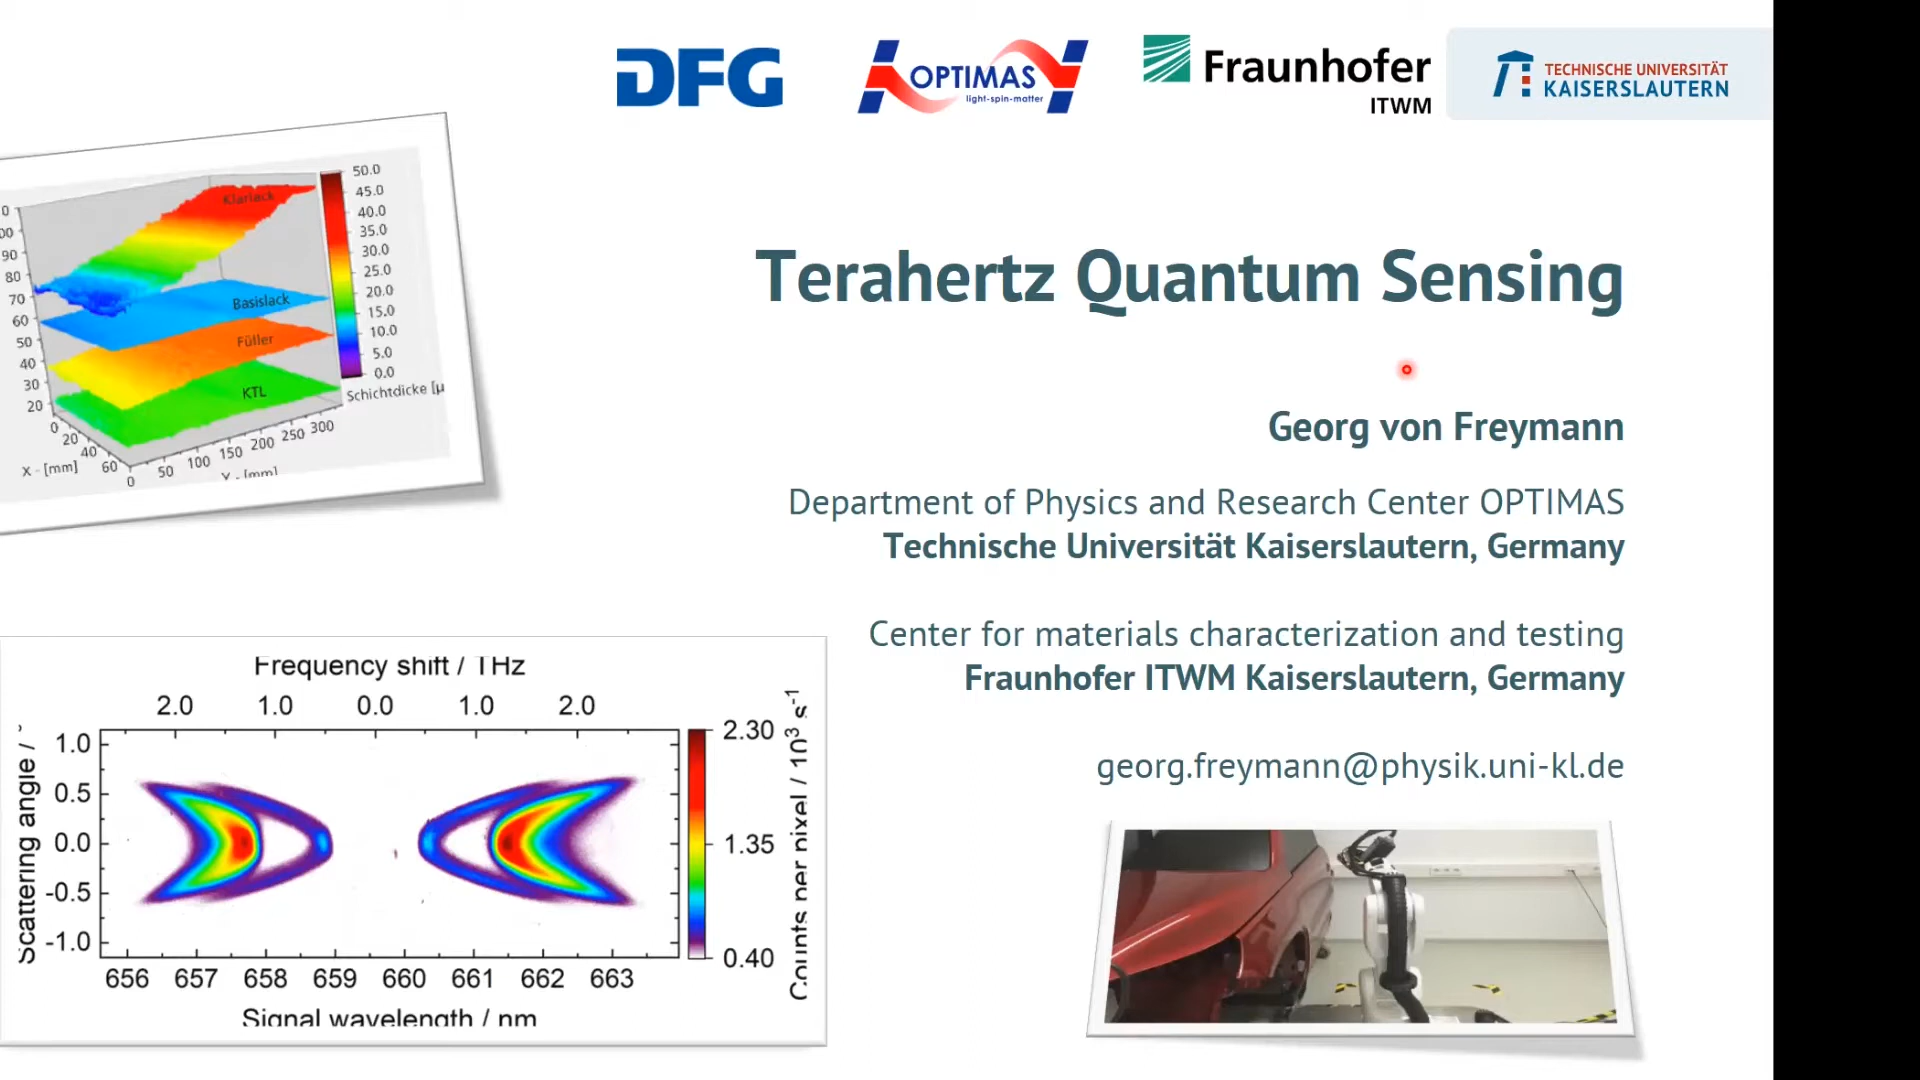 DFG
OPTIMAS
light-spin-matter
Fraunhofer
ITWM
TECHNISCHE UNIVERSITÄT
KAISERSLAUTERN
Terahertz Quantum Sensing
Georg von Freymann
Department of Physics and Research Center OPTIMAS
Technische Universität Kaiserslautern, Germany
Center for materials characterization and testing
Fraunhofer ITWM Kaiserslautern, Germany
georg.freymann@physik.uni-kl.de
Klarlack
Basislack
Füller
KTL
90
80
70
60
50
40
30
20
0
20
40
60
X - [mm]
0
50
100
150
200
250
300
Y - [mm]
50.0
45.0
40.0
35.0
30.0
25.0
20.0
15.0
10.0
5.0
0.0
Schichtdicke [µ
Frequency shift / THz
2.0 1.0 0.0 1.0 2.0
Scattering angle /
1.0
0.5
0.0
-0.5
-1.0
656 657 658 659 660 661 662 663
Signal wavelength / nm
2.30
1.35
0.40
Counts per pixel / 10³ s⁻¹